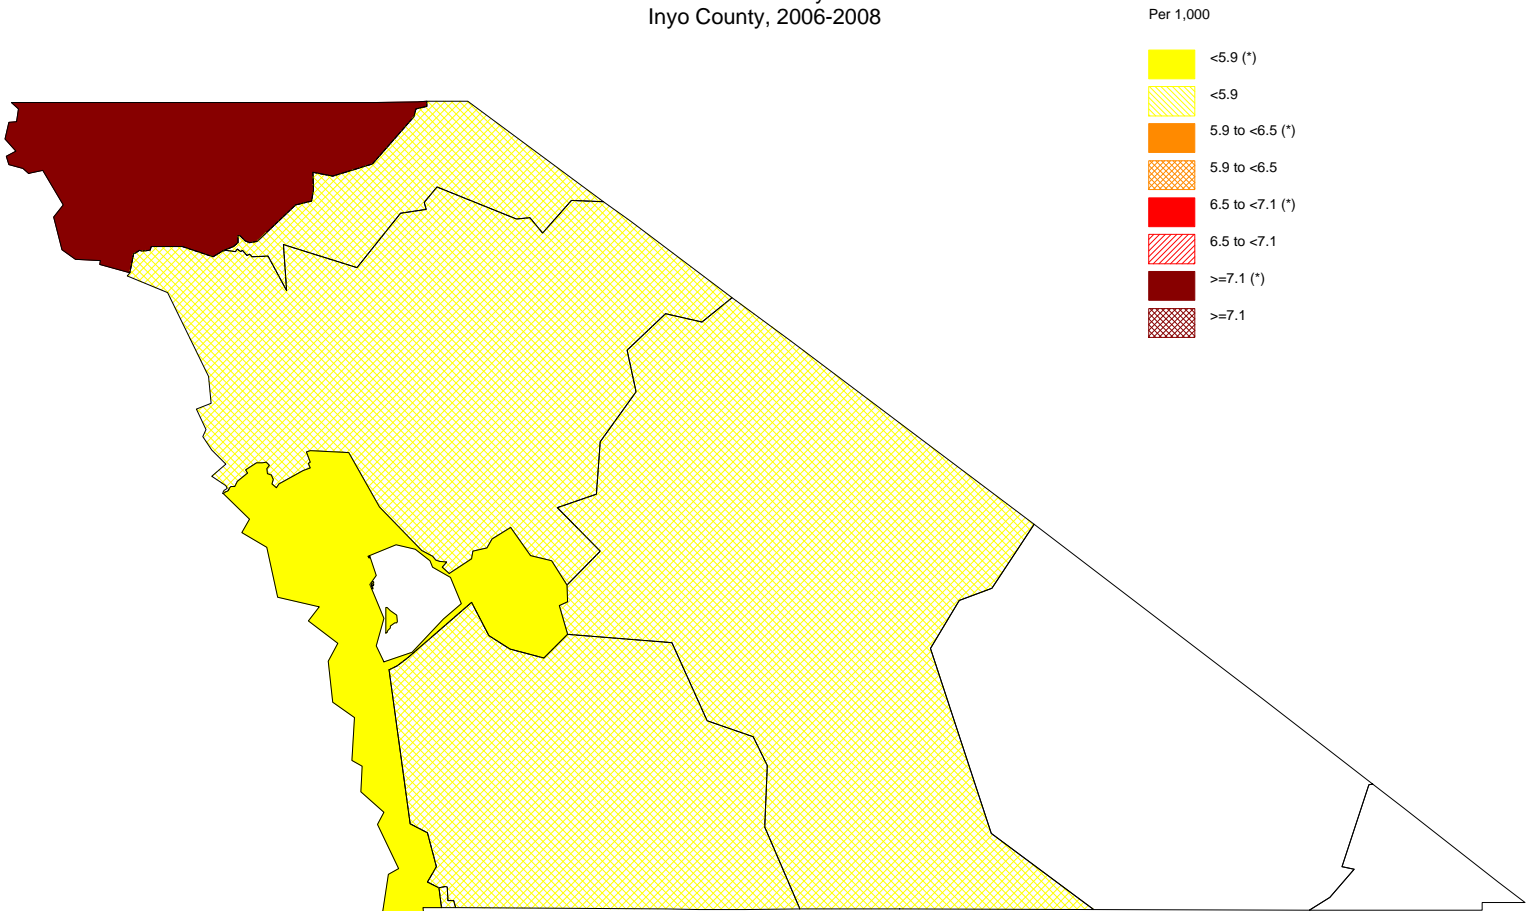 Inyo County, 2006-2008
Per 1,000
<5.9 (*)
<5.9
5.9 to <6.5 (*)
5.9 to <6.5
6.5 to <7.1 (*)
6.5 to <7.1
>=7.1 (*)
>=7.1